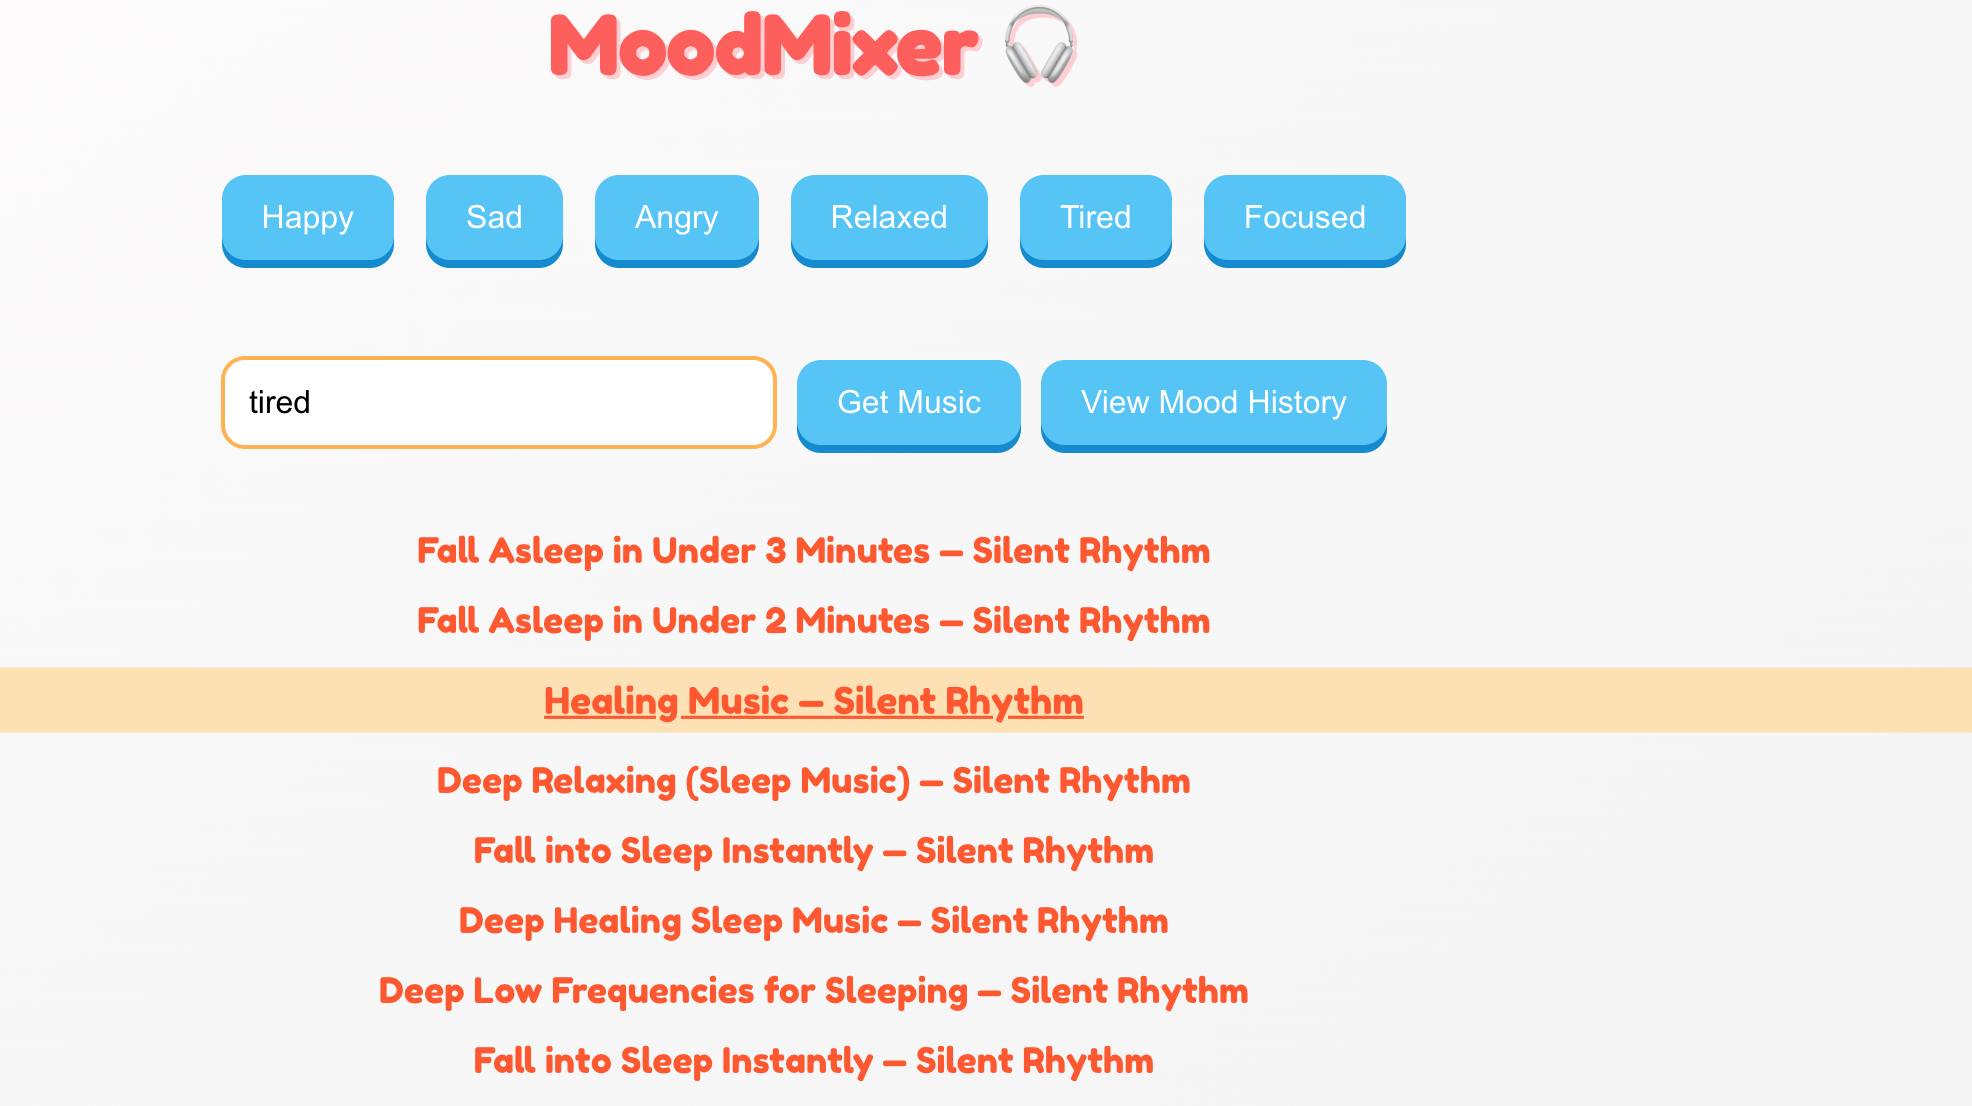 MoodMixer 🎧
Happy Sad Angry Relaxed Tired Focused
tired Get Music View Mood History
Fall Asleep in Under 3 Minutes — Silent Rhythm
Fall Asleep in Under 2 Minutes — Silent Rhythm
Healing Music — Silent Rhythm
Deep Relaxing (Sleep Music) — Silent Rhythm
Fall into Sleep Instantly — Silent Rhythm
Deep Healing Sleep Music — Silent Rhythm
Deep Low Frequencies for Sleeping — Silent Rhythm
Fall into Sleep Instantly — Silent Rhythm